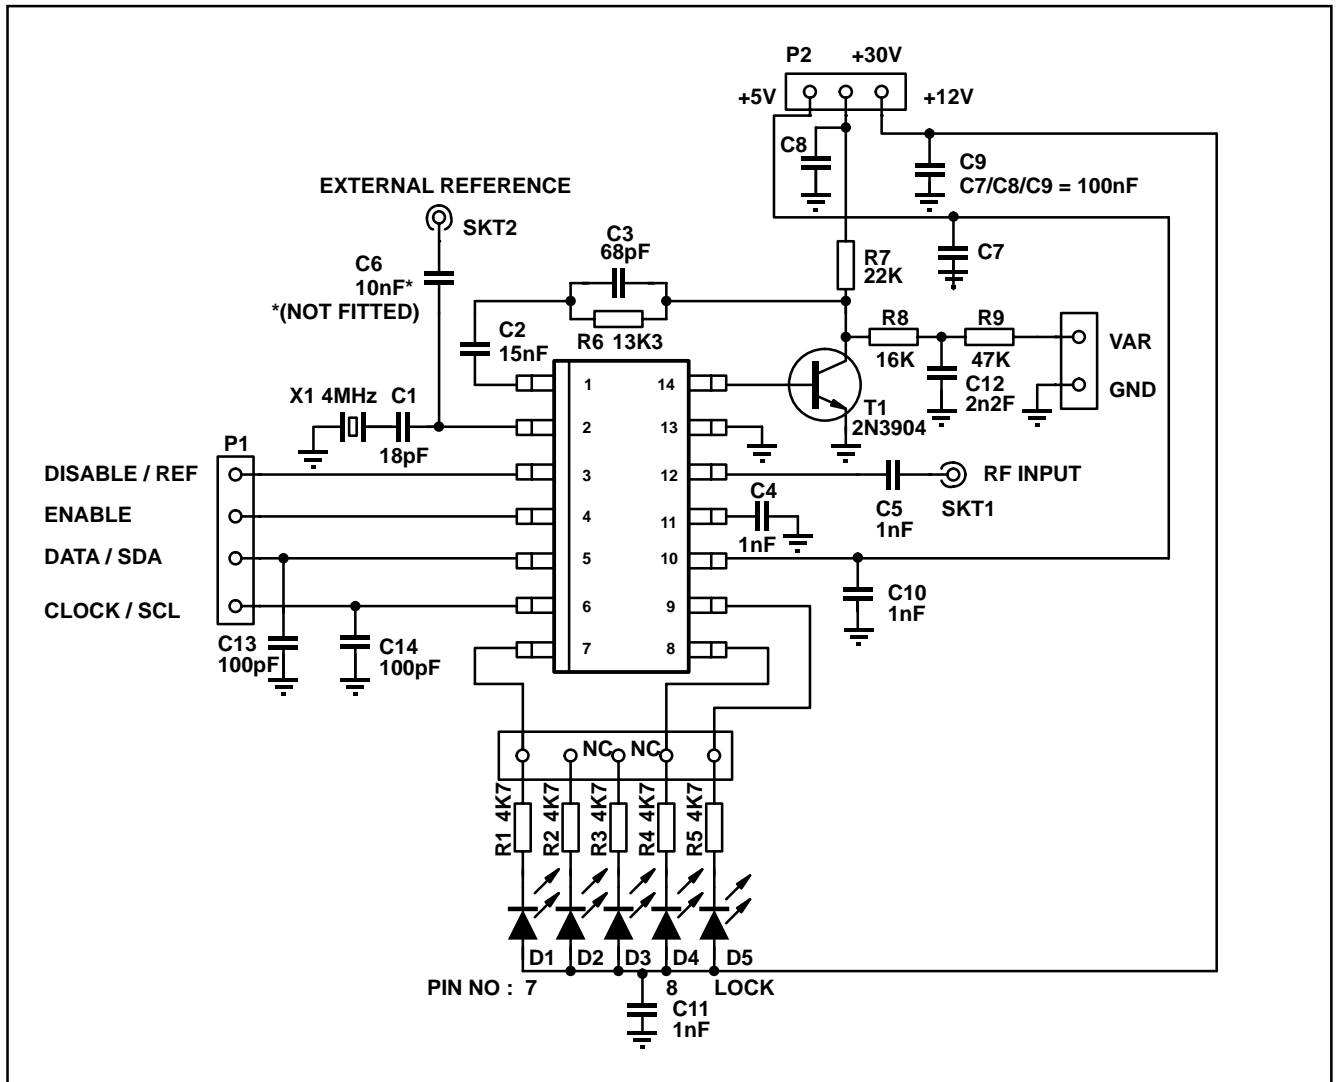 P2 +30V
+5V +12V
C8
C9
C7/C8/C9 = 100nF
EXTERNAL REFERENCE
SKT2
C3
68pF
C7
C6
10nF*
*(NOT FITTED)
R7
22K
C2
15nF
R6 13K3
R8
16K
R9
47K
VAR
GND
C12
2n2F
T1
2N3904
X1 4MHz C1
18pF
1 14
2 13
3 12
4 11
5 10
6 9
7 8
P1
DISABLE / REF
ENABLE
DATA / SDA
CLOCK / SCL
C4
1nF
C5
1nF
RF INPUT
SKT1
C10
1nF
C13
100pF
C14
100pF
NC NC
R1 4K7
R2 4K7
R3 4K7
R4 4K7
R5 4K7
D1 D2 D3 D4 D5
PIN NO : 7 8 LOCK
C11
1nF